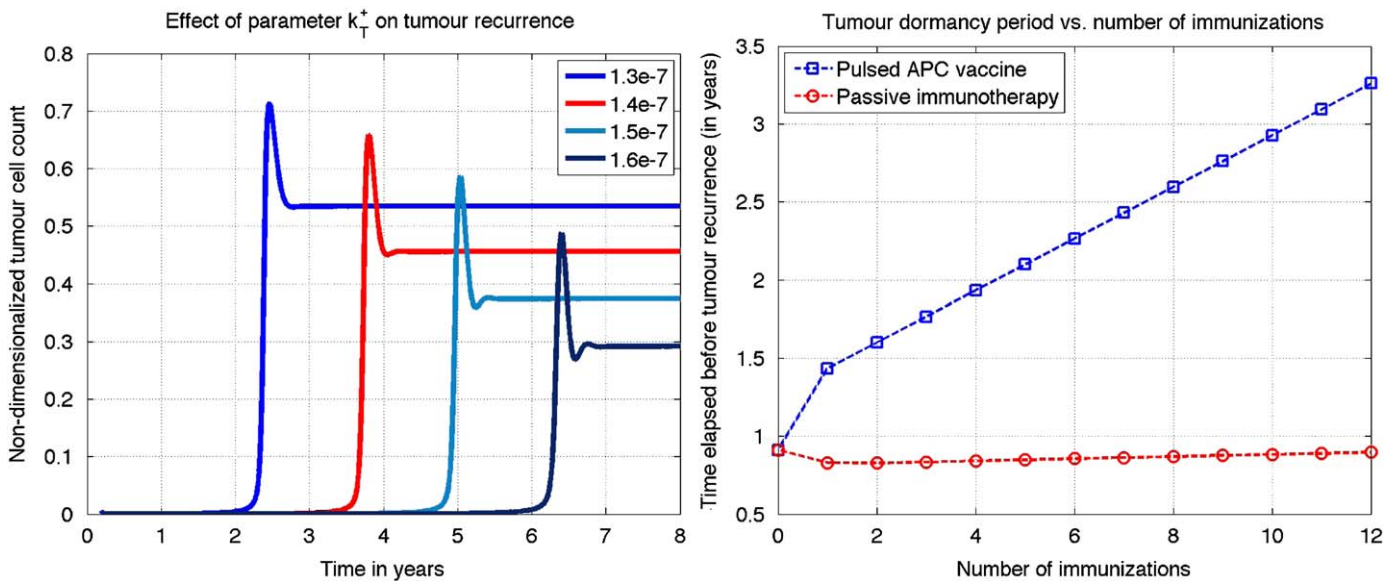 Effect of parameter k_T^+ on tumour recurrence
Non-dimensionalized tumour cell count
0.8
0.7
0.6
0.5
0.4
0.3
0.2
0.1
0
1.3e-7
1.4e-7
1.5e-7
1.6e-7
0 1 2 3 4 5 6 7 8
Time in years
Tumour dormancy period vs. number of immunizations
Time elapsed before tumour recurrence (in years)
3.5
3
2.5
2
1.5
1
0.5
Pulsed APC vaccine
Passive immunotherapy
0 2 4 6 8 10 12
Number of immunizations